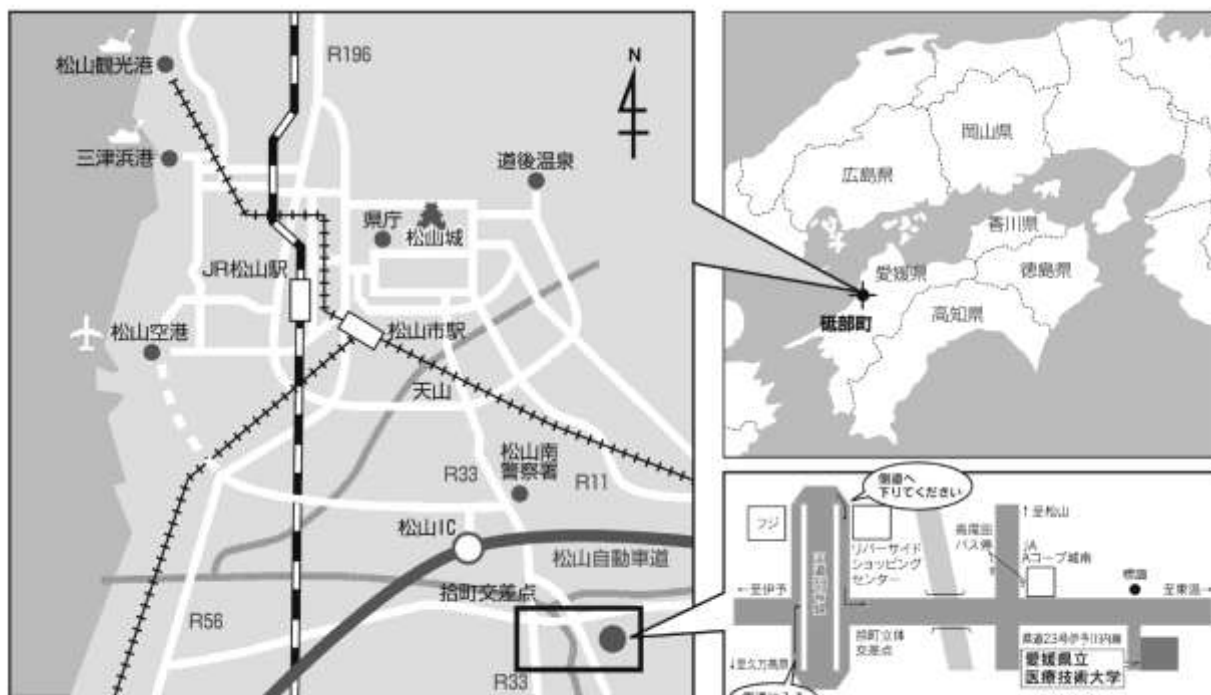 松山観光港
R196
N
三津浜港
道後温泉
県庁
松山城
JR松山駅
松山空港
松山市駅
天山
R33
松山南
警察署
R11
松山IC
松山自動車道
拾町交差点
R56
R33
岡山県
広島県
香川県
愛媛県
徳島県
高知県
砥部町
側道へ
下りてください
フジ
リバーサイド
ショッピング
センター
↑至松山
高尾田
バス停
JA
Aコープ城南
←至伊予
標識
至東温→
拾町立体
交差点
県道23号伊予川内線
↓至久万高原
愛媛県立
医療技術大学